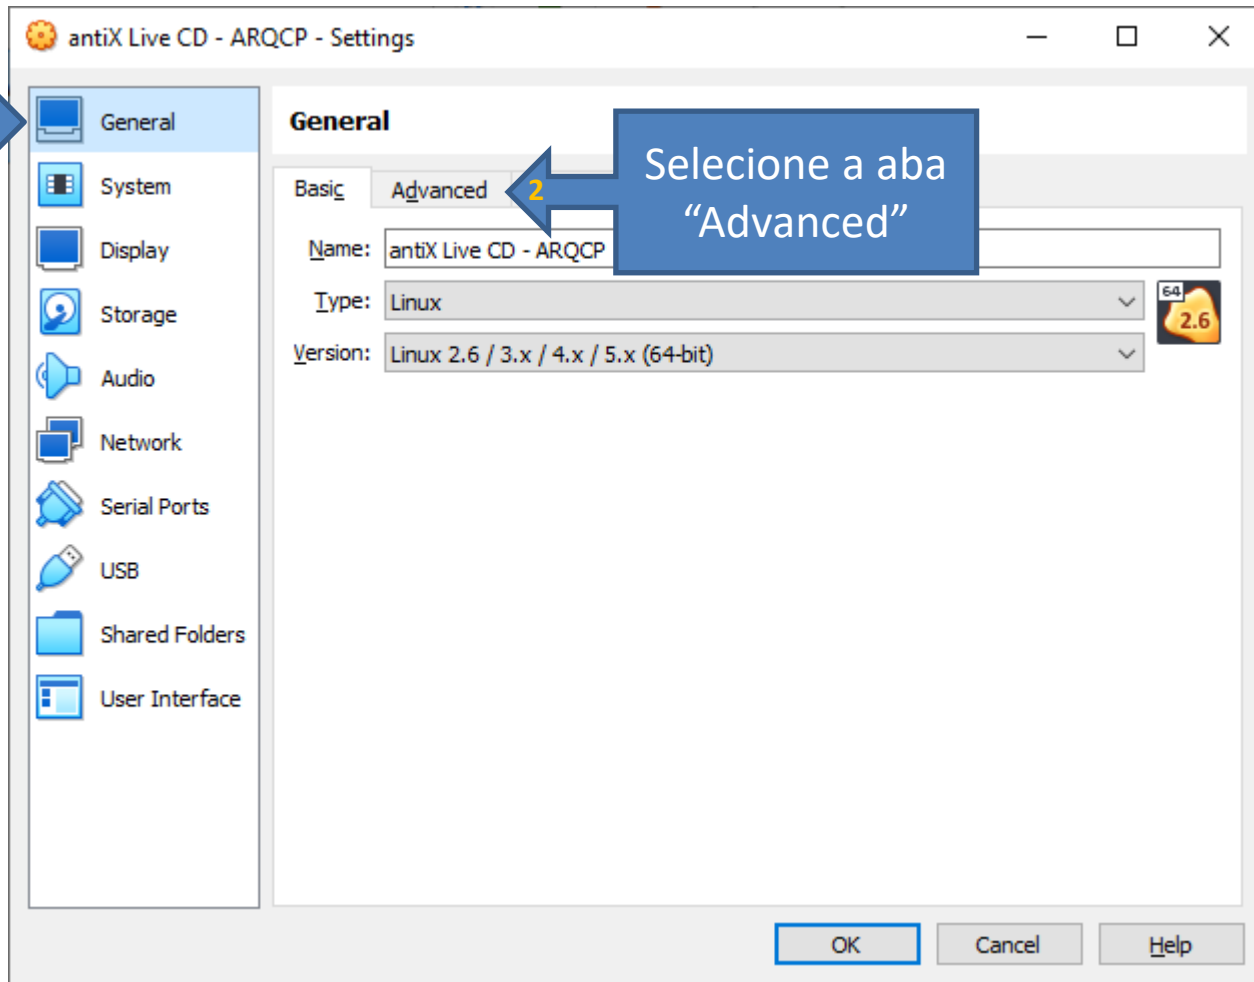 antiX Live CD - ARQCP - Settings
General
System
Display
Storage
Audio
Network
Serial Ports
USB
Shared Folders
User Interface
General
Basic
Advanced
2
Selecione a aba
“Advanced”
Name: antiX Live CD - ARQCP
Type: Linux
64
2.6
Version: Linux 2.6 / 3.x / 4.x / 5.x (64-bit)
OK
Cancel
Help